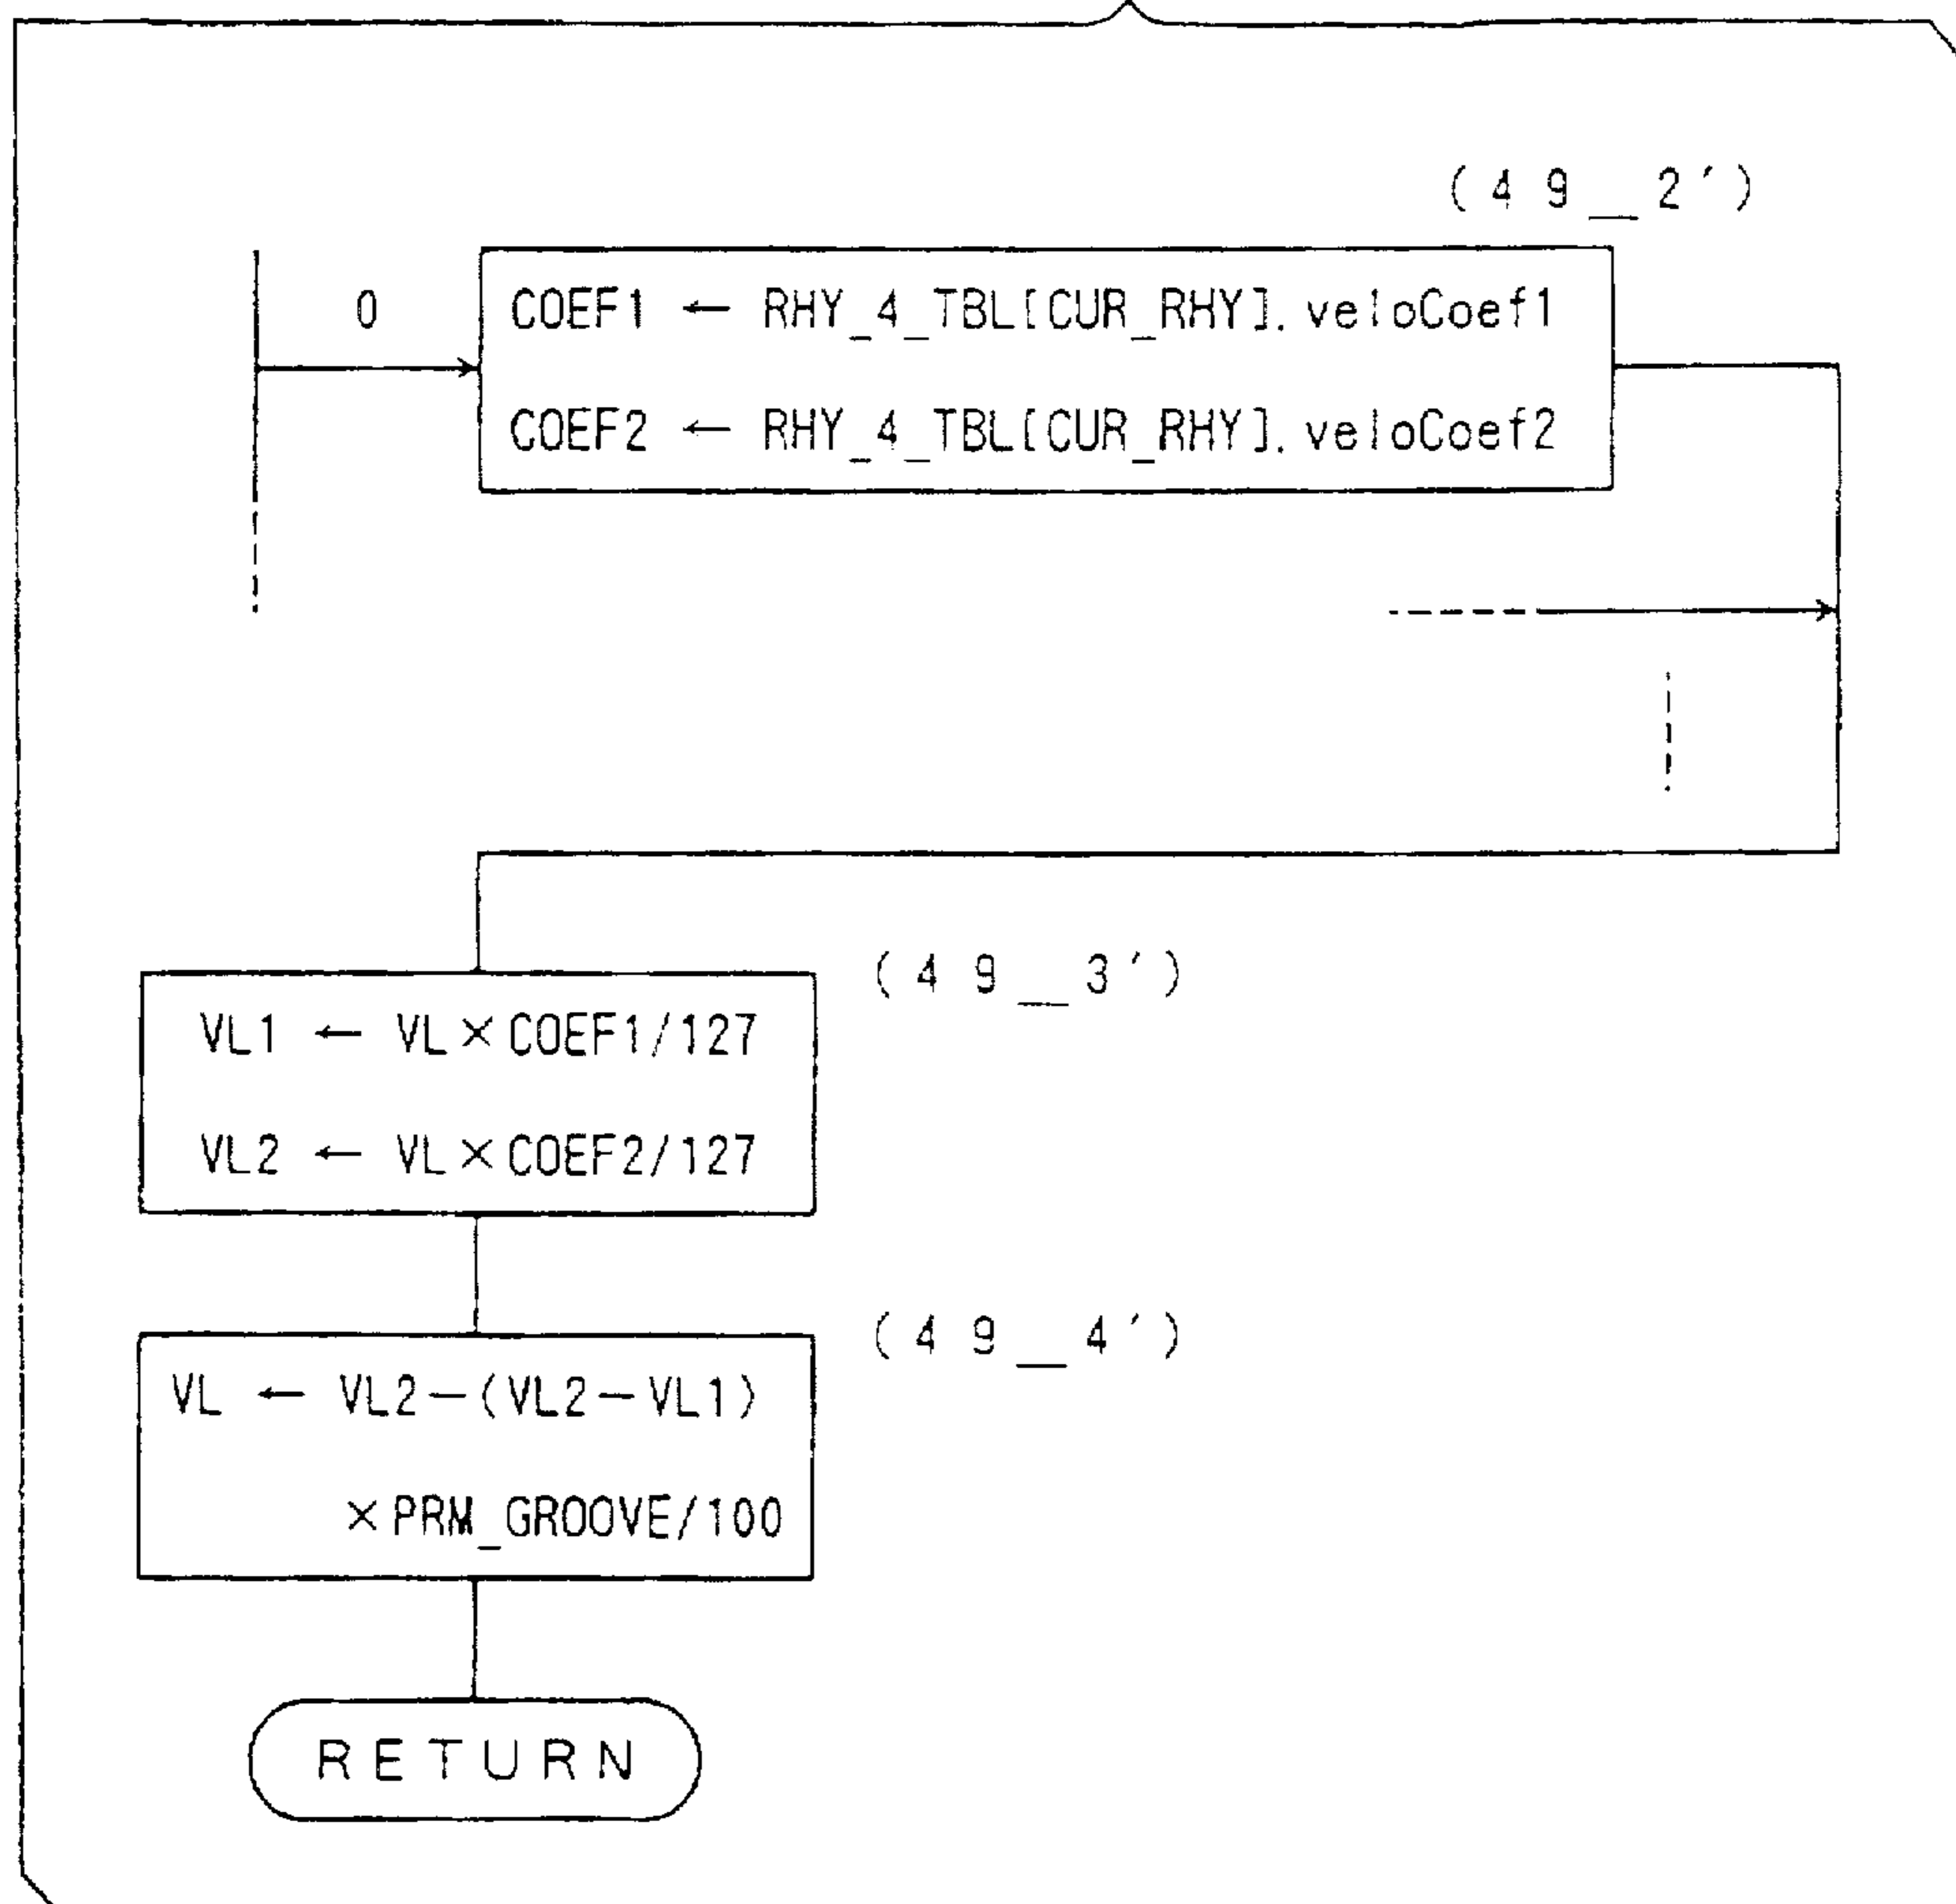 (49_2')
0
COEF1 ← RHY_4_TBL[CUR_RHY].veloCoef1
COEF2 ← RHY_4_TBL[CUR_RHY].veloCoef2
(49_3')
VL1 ← VL×COEF1/127
VL2 ← VL×COEF2/127
(49_4')
VL ← VL2−(VL2−VL1)
×PRM_GROOVE/100
RETURN